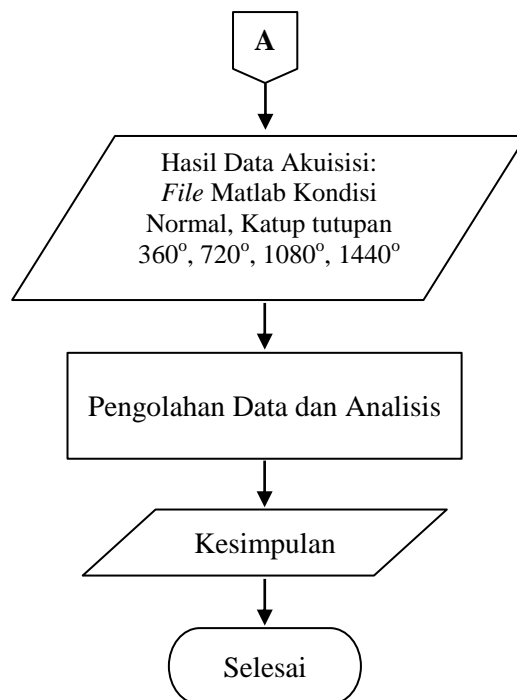 A
Hasil Data Akuisisi:
File Matlab Kondisi
Normal, Katup tutupan
360°, 720°, 1080°, 1440°
Pengolahan Data dan Analisis
Kesimpulan
Selesai